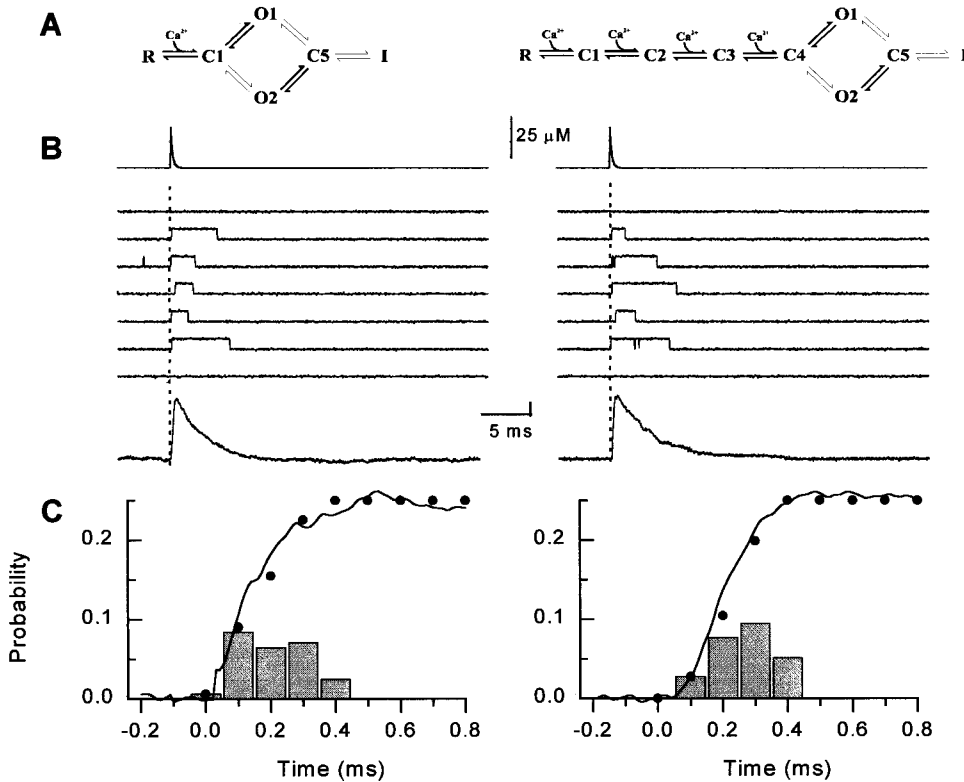 A
O1
O1
Ca²⁺
Ca²⁺ Ca²⁺ Ca²⁺ Ca²⁺
R C1 C5 I
R C1 C2 C3 C4 C5 I
O2
O2
B
25 µM
5 ms
C
Probability
0.2
0.1
0.0
-0.2 0.0 0.2 0.4 0.6 0.8
Time (ms)
0.2
0.1
0.0
-0.2 0.0 0.2 0.4 0.6 0.8
Time (ms)